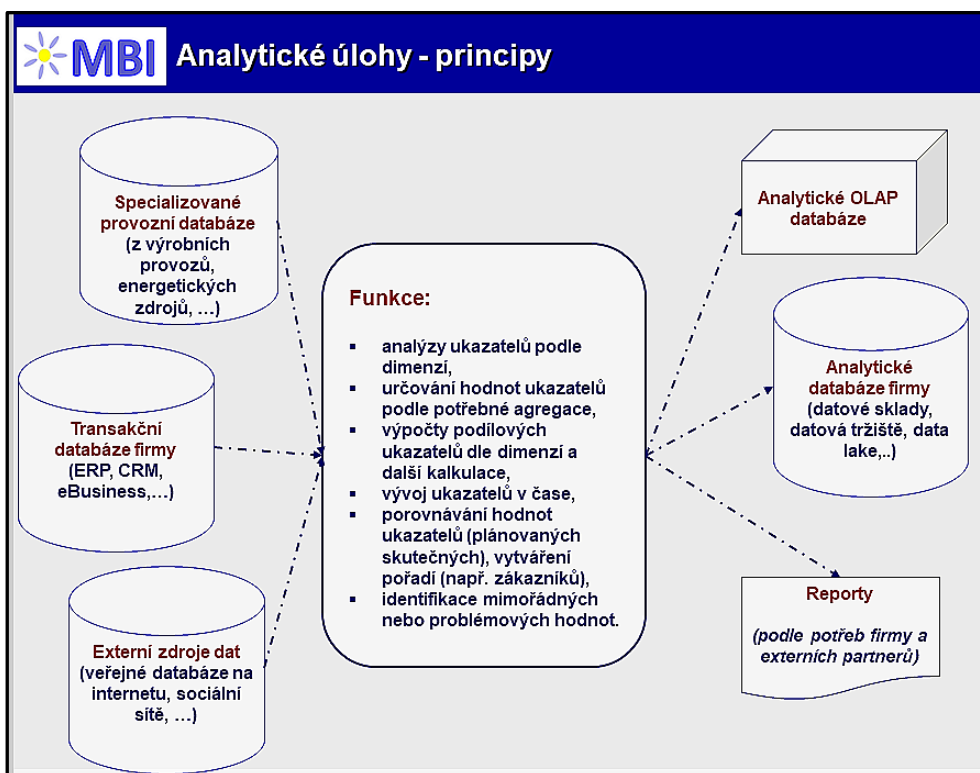 MBI
Analytické úlohy - principy
Specializované
provozní databáze
(z výrobních
provozů,
energetických
zdrojů, ...)
Transakční
databáze firmy
(ERP, CRM,
eBusiness,...)
Externí zdroje dat
(veřejné databáze na
internetu, sociální
sítě, ...)
Funkce:
▪ analýzy ukazatelů podle
dimenzí,
▪ určování hodnot ukazatelů
podle potřebné agregace,
▪ výpočty podílových
ukazatelů dle dimenzí a
další kalkulace,
▪ vývoj ukazatelů v čase,
▪ porovnávání hodnot
ukazatelů (plánovaných
skutečných), vytváření
pořadí (např. zákazníků),
▪ identifikace mimořádných
nebo problémových hodnot.
Analytické OLAP
databáze
Analytické
databáze firmy
(datové sklady,
datová tržiště, data
lake,..)
Reporty
(podle potřeb firmy a
externích partnerů)